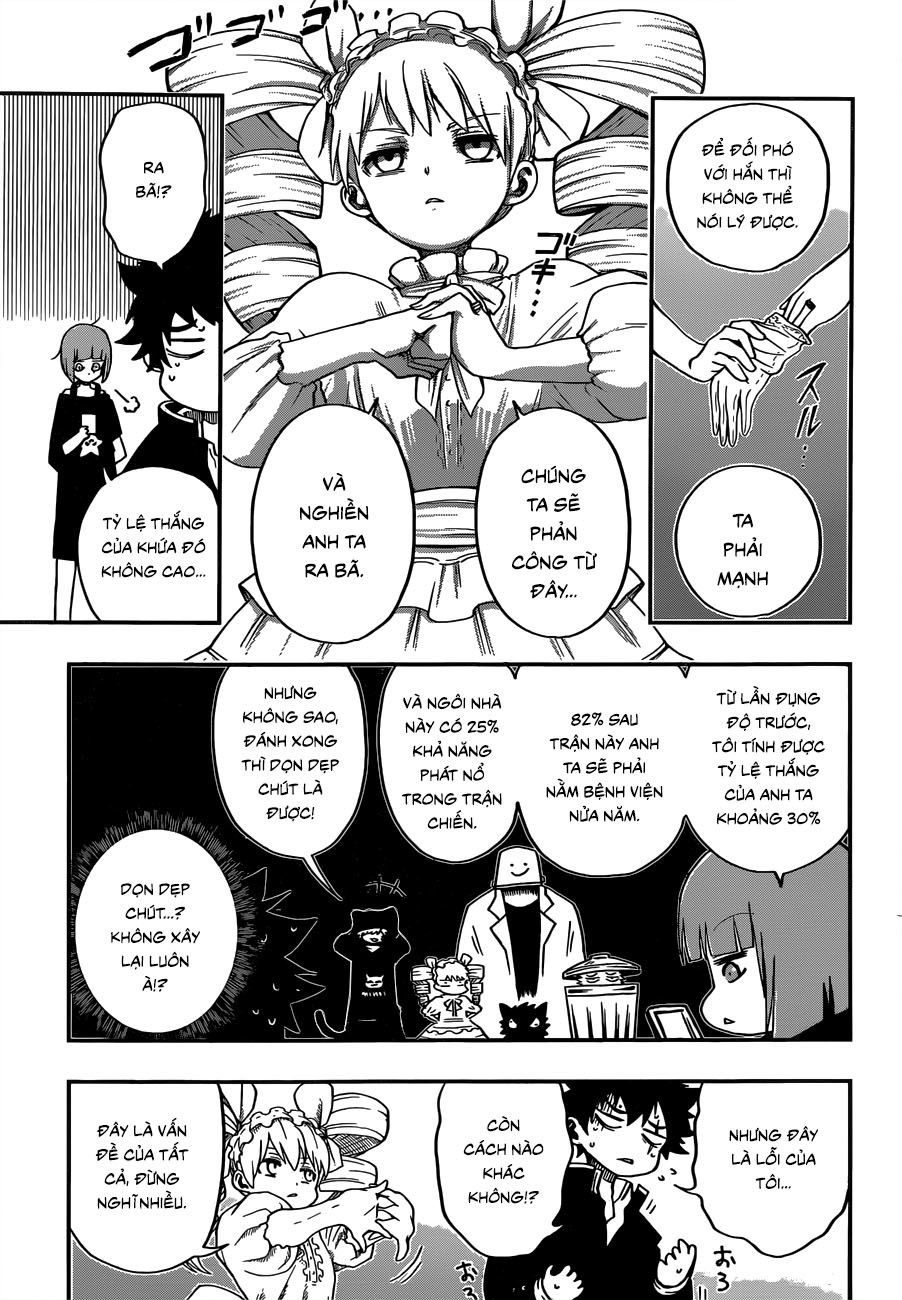 ĐỂ ĐỐI PHÓ
VỚI HẮN THÌ
KHÔNG THỂ
NÓI LÝ ĐƯỢC.
スル…
TA
PHẢI
MẠNH
ゴゴゴ
ゴキ…
CHÚNG
TA SẼ
PHẢN
CÔNG TỪ
ĐÂY...
VÀ
NGHIỀN
ANH TA
RA BÃ.
RA
BÃ!?
TỶ LỆ THẮNG
CỦA KHỨA ĐÓ
KHÔNG CAO...
TỪ LẦN ĐỤNG
ĐỘ TRƯỚC,
TÔI TÍNH ĐƯỢC
TỶ LỆ THẮNG
CỦA ANH TA
KHOẢNG 30%
82% SAU
TRẬN NÀY ANH
TA SẼ PHẢI
NẰM BỆNH VIỆN
NỬA NĂM.
VÀ NGÔI NHÀ
NÀY CÓ 25%
KHẢ NĂNG
PHÁT NỔ
TRONG TRẬN
CHIẾN.
NHƯNG
KHÔNG SAO,
ĐÁNH XONG
THÌ DỌN DẸP
CHÚT LÀ
ĐƯỢC!
DỌN DẸP
CHÚT...?
KHÔNG XÂY
LẠI LUÔN
À!?
NHƯNG ĐÂY
LÀ LỖI CỦA
TÔI...
CÒN
CÁCH NÀO
KHÁC
KHÔNG!?
おろ
おろ
ĐÂY LÀ VẤN
ĐỀ CỦA TẤT
CẢ, ĐỪNG
NGHĨ NHIỀU.